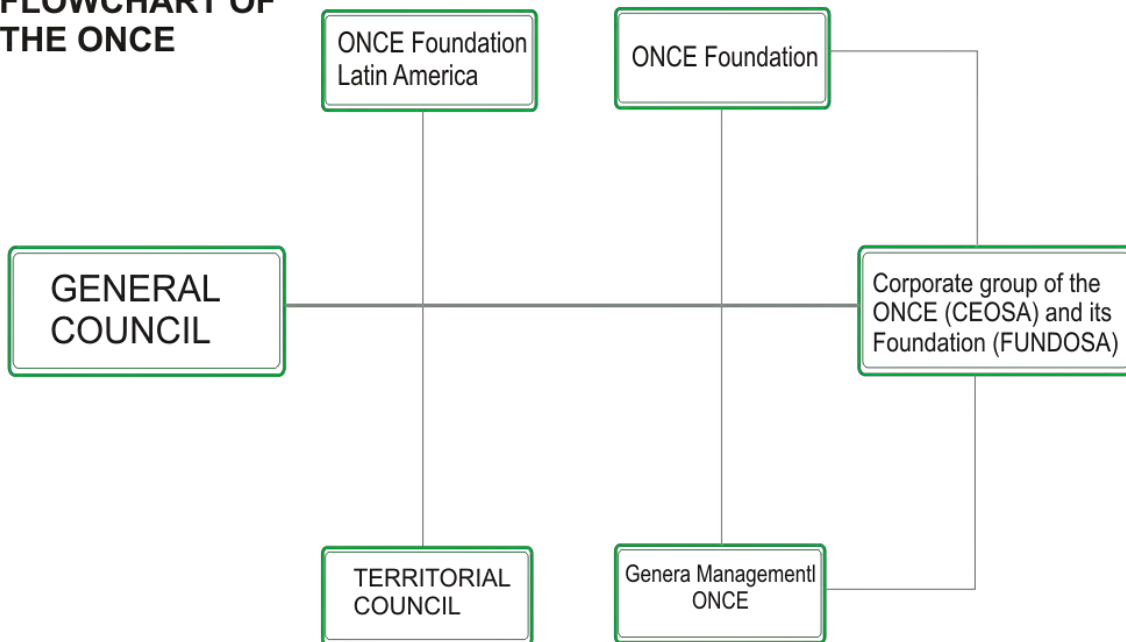 FLOWCHART OF
THE ONCE
ONCE Foundation
Latin America
ONCE Foundation
GENERAL
COUNCIL
Corporate group of the
ONCE (CEOSA) and its
Foundation (FUNDOSA)
TERRITORIAL
COUNCIL
Genera Managementl
ONCE